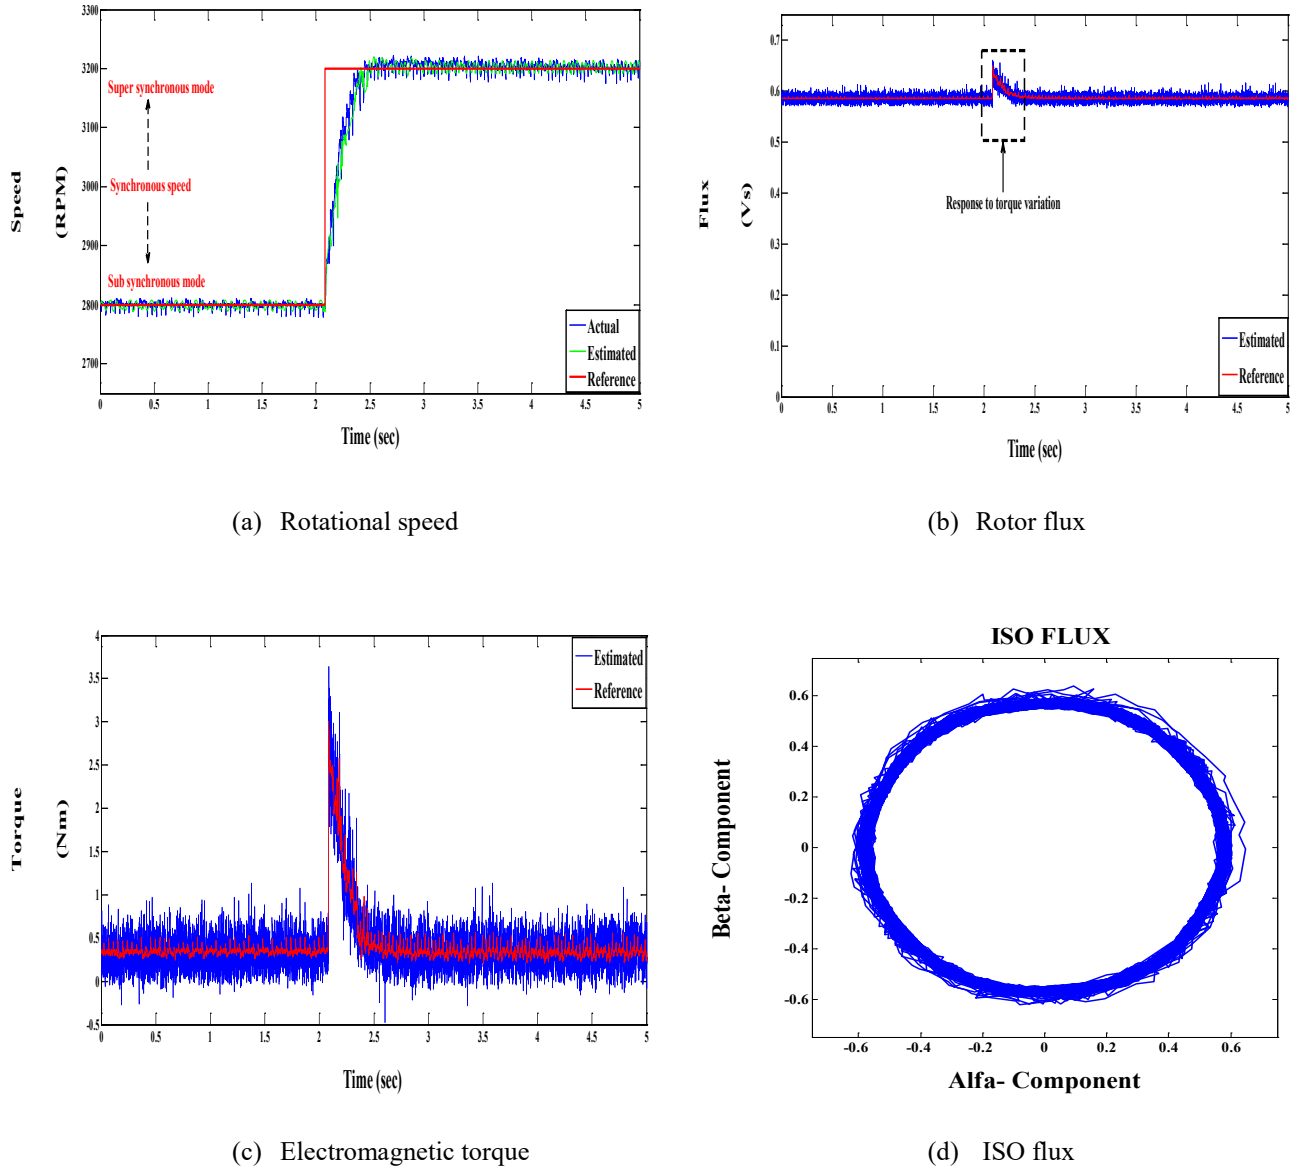 3300
3200
3100
3000
2900
2800
2700
Speed
(RPM)
Super synchronous mode
Synchronous speed
Sub synchronous mode
Actual
Estimated
Reference
0 0.5 1 1.5 2 2.5 3 3.5 4 4.5 5
Time (sec)
(a) Rotational speed
0.7
0.6
0.5
0.4
0.3
0.2
0.1
0
Flux
(Vs)
Response to torque variation
Estimated
Reference
0 0.5 1 1.5 2 2.5 3 3.5 4 4.5 5
Time (sec)
(b) Rotor flux
4
3.5
3
2.5
2
1.5
1
0.5
0
-0.5
Torque
(Nm)
Estimated
Reference
0 0.5 1 1.5 2 2.5 3 3.5 4 4.5 5
Time (sec)
(c) Electromagnetic torque
ISO FLUX
0.6
0.4
0.2
0
-0.2
-0.4
-0.6
Beta- Component
-0.6 -0.4 -0.2 0 0.2 0.4 0.6
Alfa- Component
(d) ISO flux